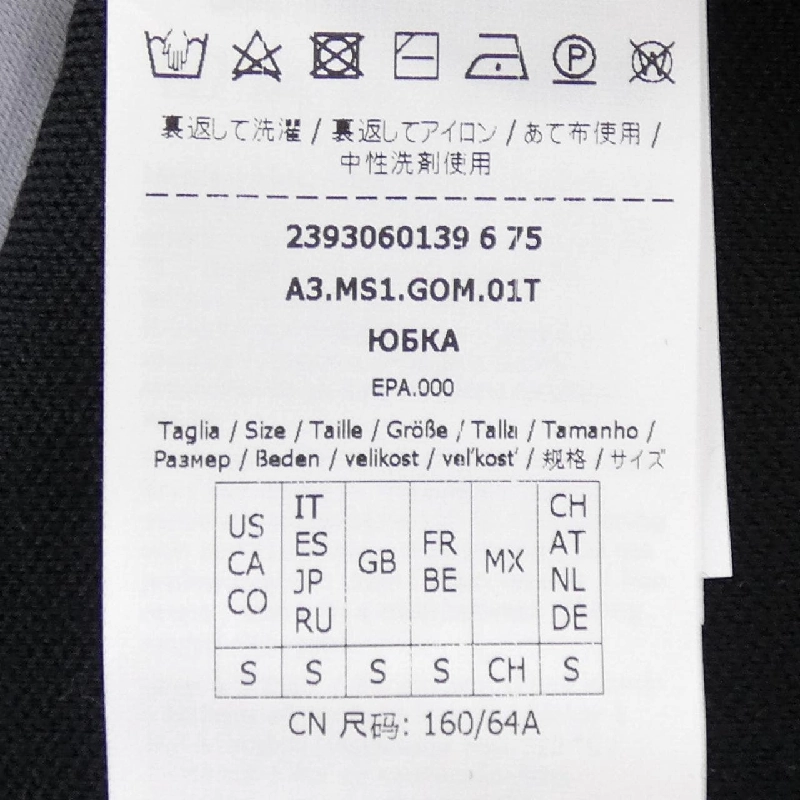 裏返して洗濯 / 裏返してアイロン / あて布使用 /
中性洗剤使用
2393060139 6 75
A3.MS1.GOM.01T
ЮБКА
EPA.000
Taglia / Size / Taille / Größe / Talla / Tamanho /
Размер / Beden / velikost / vel'kost' / 规格 / サイズ
US CA CO | IT ES JP RU | GB | FR BE | MX | CH AT NL DE
S | S | S | S | CH | S
CN 尺码: 160/64A